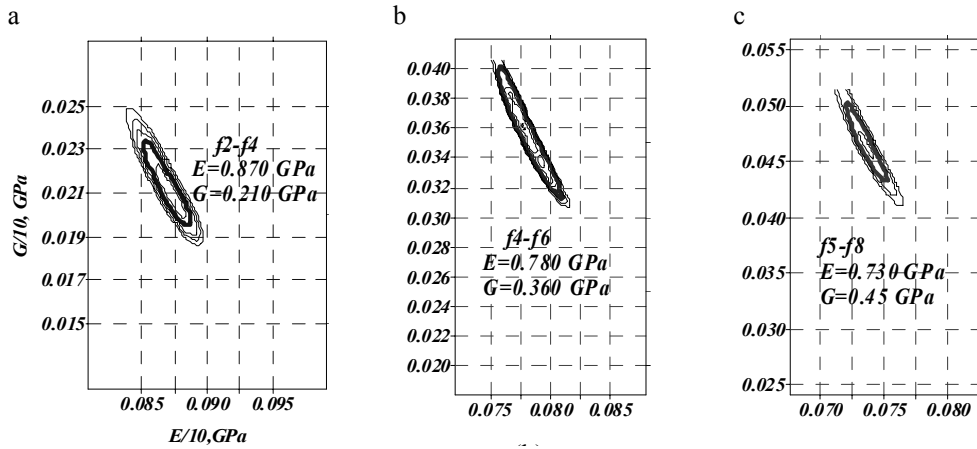 a
0.025
0.023
0.021
0.019
0.017
0.015
G/10, GPa
f2-f4
E=0.870 GPa
G=0.210 GPa
0.085 0.090 0.095
E/10,GPa
b
0.040
0.038
0.036
0.034
0.032
0.030
0.028
0.026
0.024
0.022
0.020
f4-f6
E=0.780 GPa
G=0.360 GPa
0.075 0.080 0.085
c
0.055
0.050
0.045
0.040
0.035
0.030
0.025
f5-f8
E=0.730 GPa
G=0.45 GPa
0.070 0.075 0.080